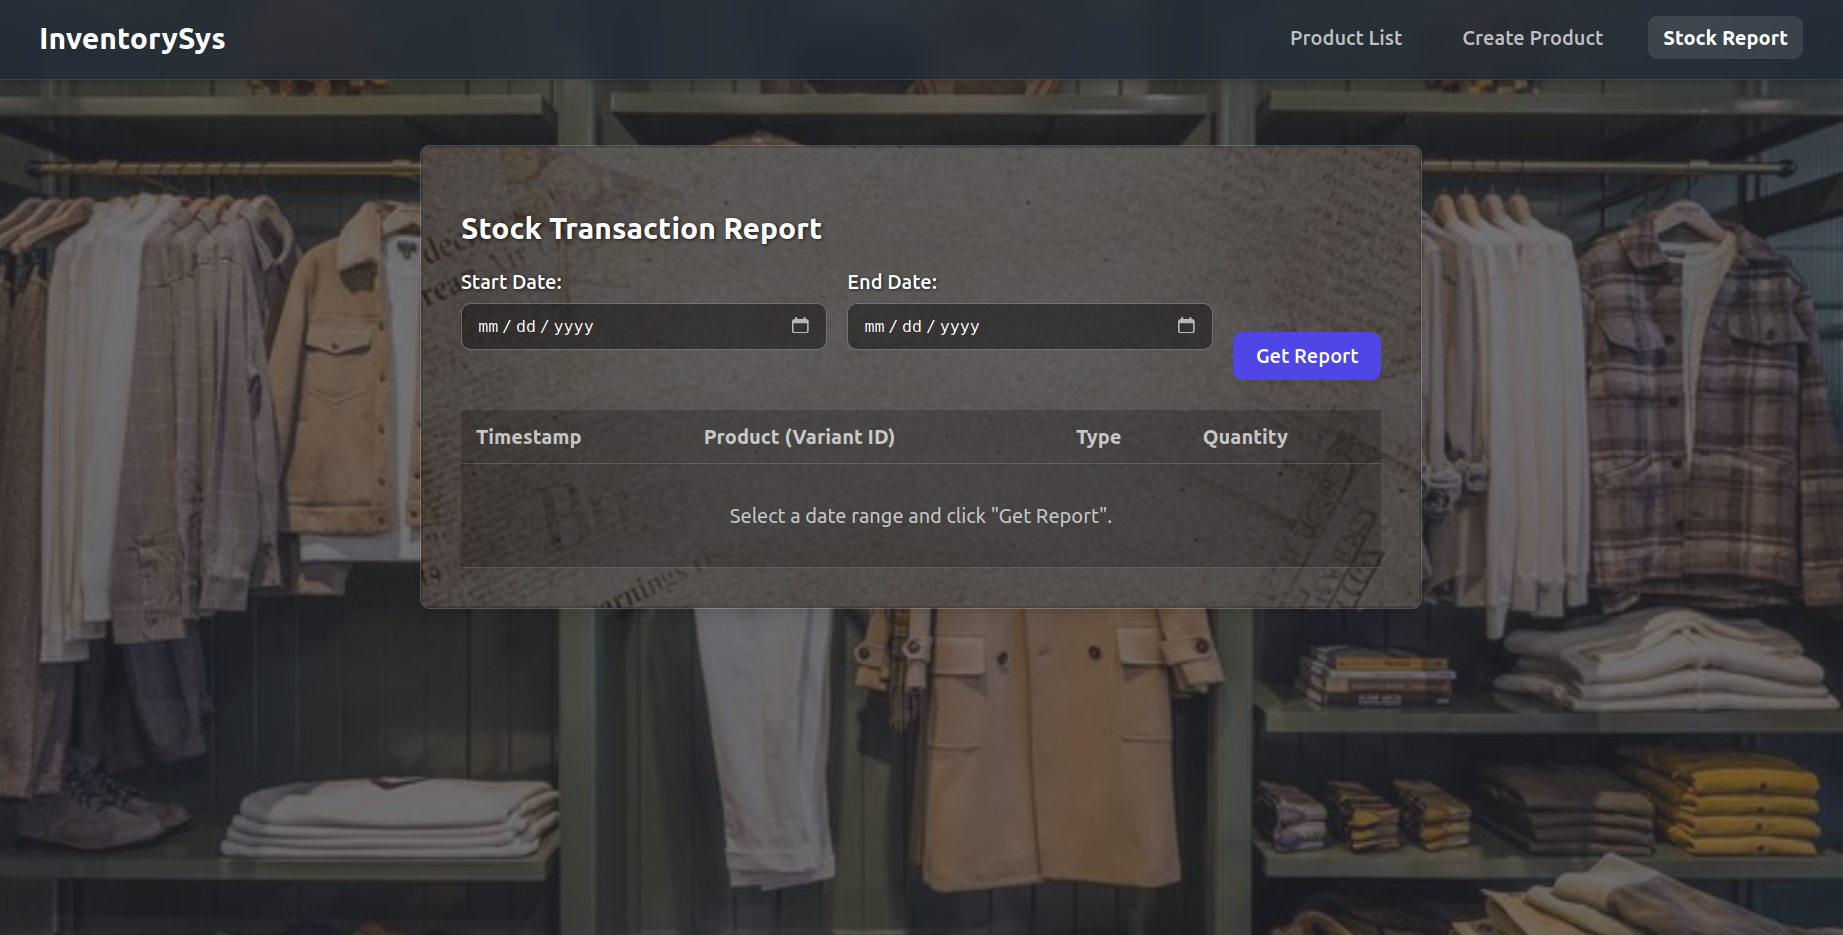 InventorySys
Product List
Create Product
Stock Report
Stock Transaction Report
Start Date:
End Date:
mm / dd / yyyy
mm / dd / yyyy
Get Report
Timestamp Product (Variant ID) Type Quantity
Select a date range and click "Get Report".